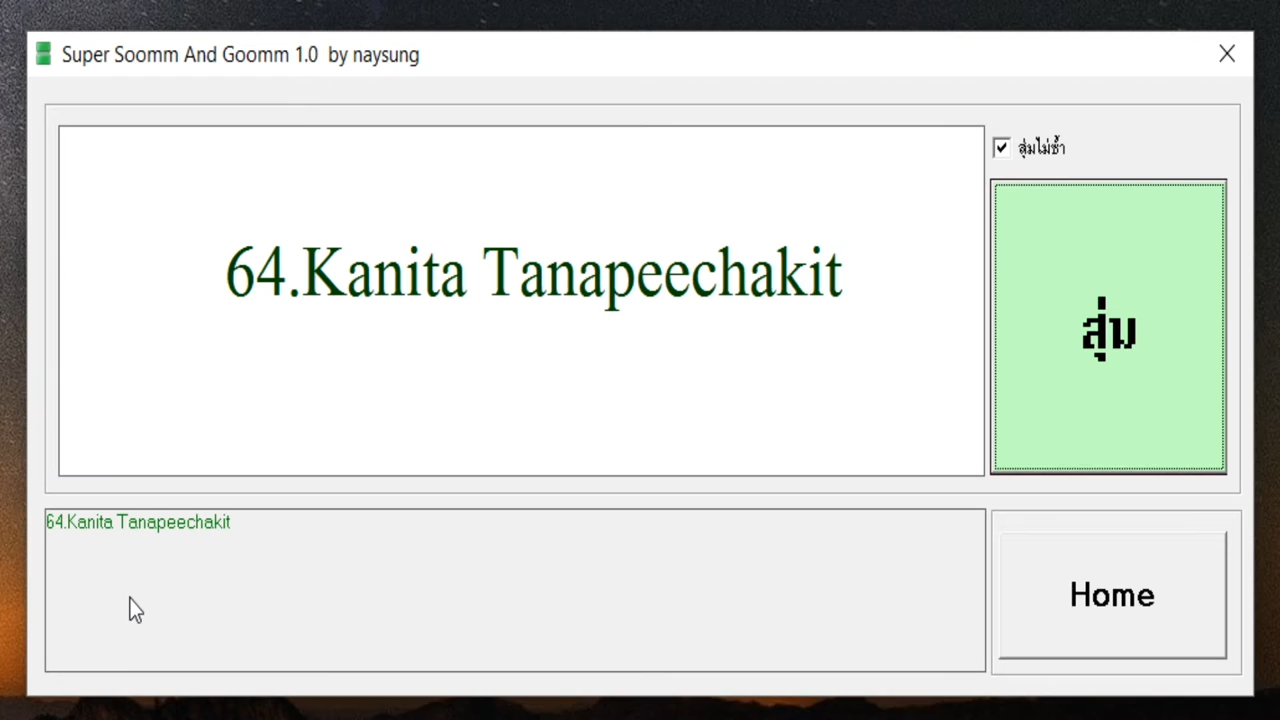 Super Soomm And Goomm 1.0 by naysung
สุ่มไม่ซ้ำ
64.Kanita Tanapeechakit
สุ่ม
64.Kanita Tanapeechakit
Home